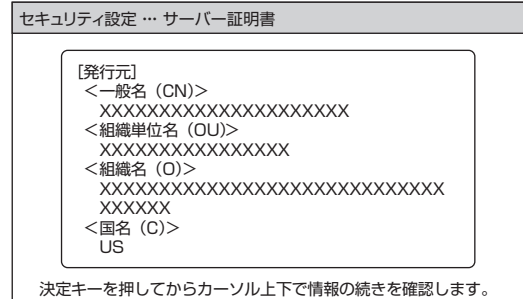 セキュリティ設定 … サーバー証明書
［発行元］
＜一般名（CN）＞
XXXXXXXXXXXXXXXXXXXXX
＜組織単位名（OU）＞
XXXXXXXXXXXXXXXX
＜組織名（O）＞
XXXXXXXXXXXXXXXXXXXXXXXXXXXXX
XXXXXX
＜国名（C）＞
US
決定キーを押してからカーソル上下で情報の続きを確認します。